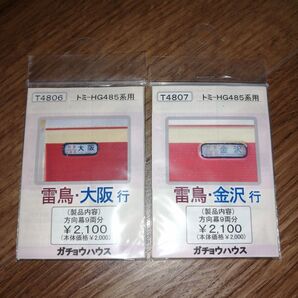 T4806
トミーHG485系用
大阪
雷鳥・大阪 行
(製品内容)
方向幕9両分
¥2,100
(本体価格 ¥2,000)
ガチョウハウス
T4807
トミーHG485系用
金沢
雷鳥・金沢 行
(製品内容)
方向幕9両分
¥2,100
(本体価格 ¥2,000)
ガチョウハウス